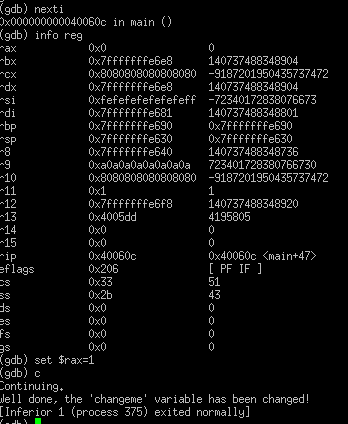 (gdb) nexti
0x000000000040060c in main ()
(gdb) info reg
rax 0x0 0
rbx 0x7fffffffe6e8 140737488348904
rcx 0x8080808080808080 -9187201950435737472
rdx 0x7fffffffe6e8 140737488348904
rsi 0xfefefefefefefeff -72340172838076673
rdi 0x7fffffffe681 140737488348801
rbp 0x7fffffffe690 0x7fffffffe690
rsp 0x7fffffffe630 0x7fffffffe630
r8 0x7fffffffe640 140737488348736
r9 0xa0a0a0a0a0a0a0a 723401728380766730
r10 0x8080808080808080 -9187201950435737472
r11 0x1 1
r12 0x7fffffffe6f8 140737488348920
r13 0x4005dd 4195805
r14 0x0 0
r15 0x0 0
rip 0x40060c 0x40060c <main+47>
eflags 0x206 [ PF IF ]
cs 0x33 51
ss 0x2b 43
ds 0x0 0
es 0x0 0
fs 0x0 0
gs 0x0 0
(gdb) set $rax=1
(gdb) c
Continuing.
Well done, the 'changeme' variable has been changed!
[Inferior 1 (process 375) exited normally]
(gdb)